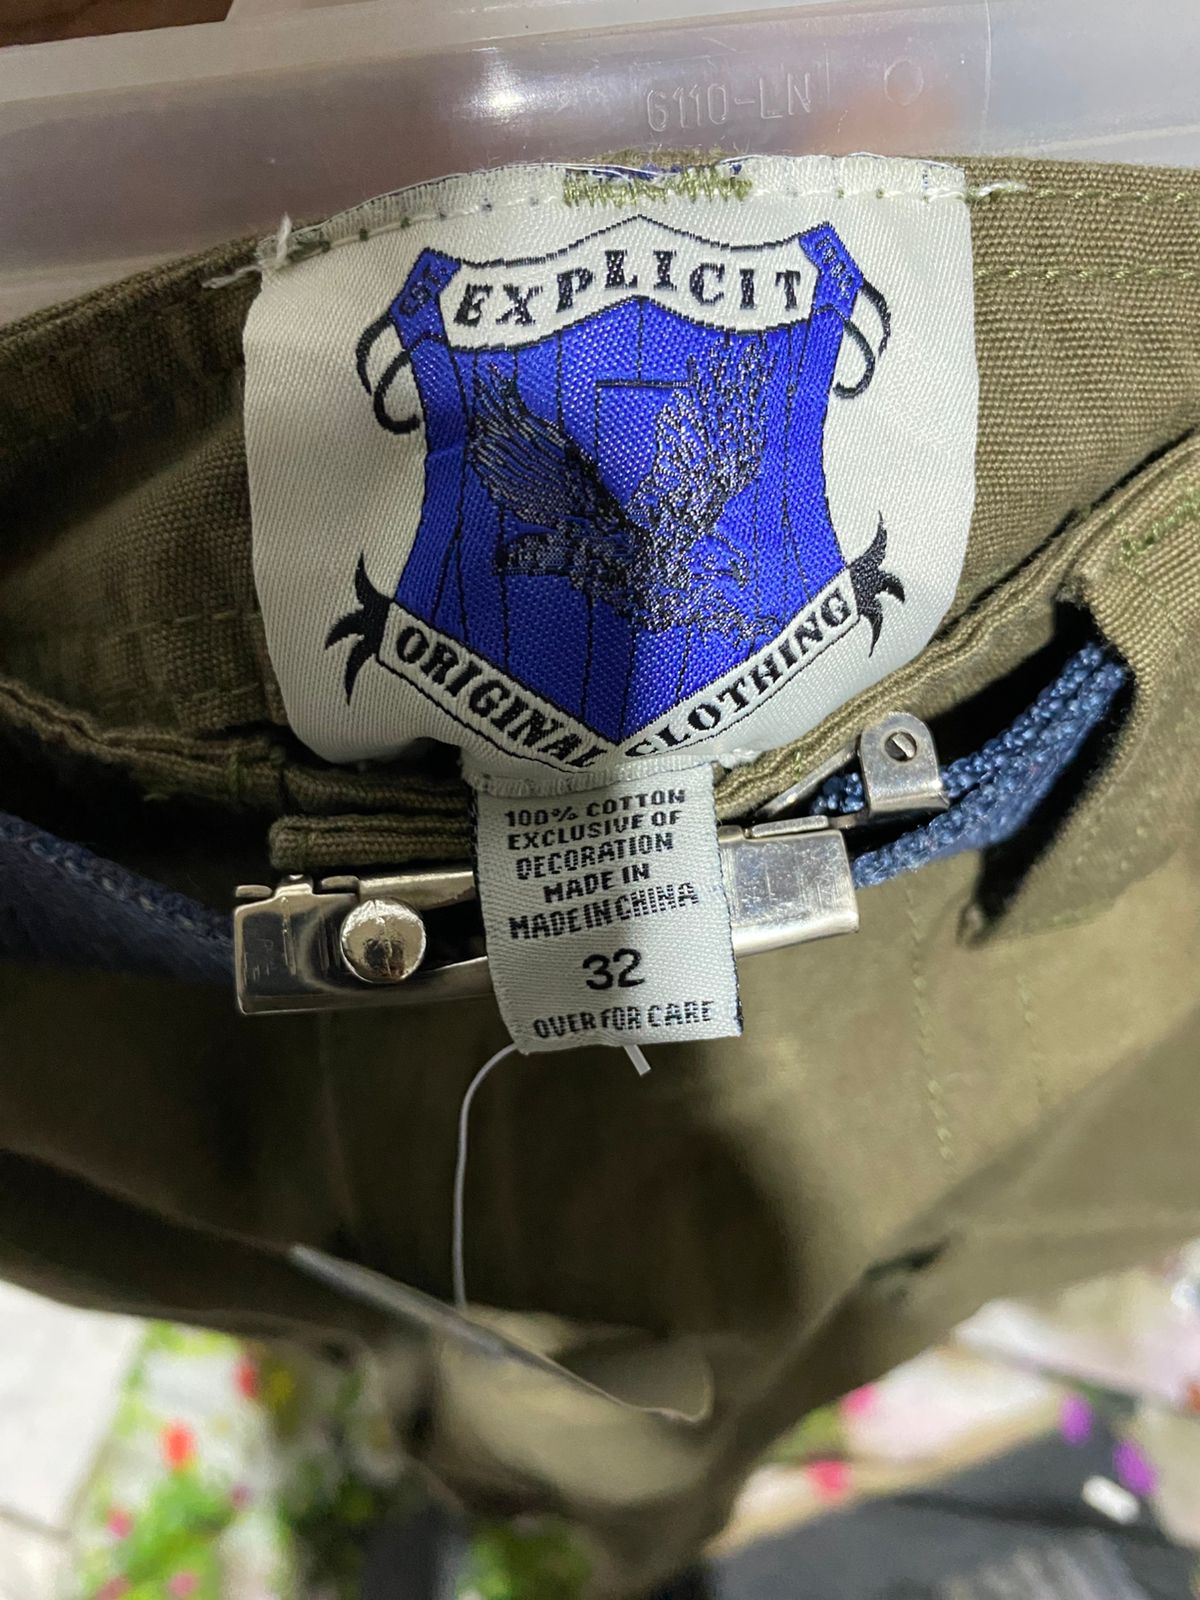 6110-LN
EXPLICIT
ORIGINAL CLOTHING
100% COTTON
EXCLUSIVE OF
DECORATION
MADE IN
MADE IN CHINA
32
OVER FOR CARE